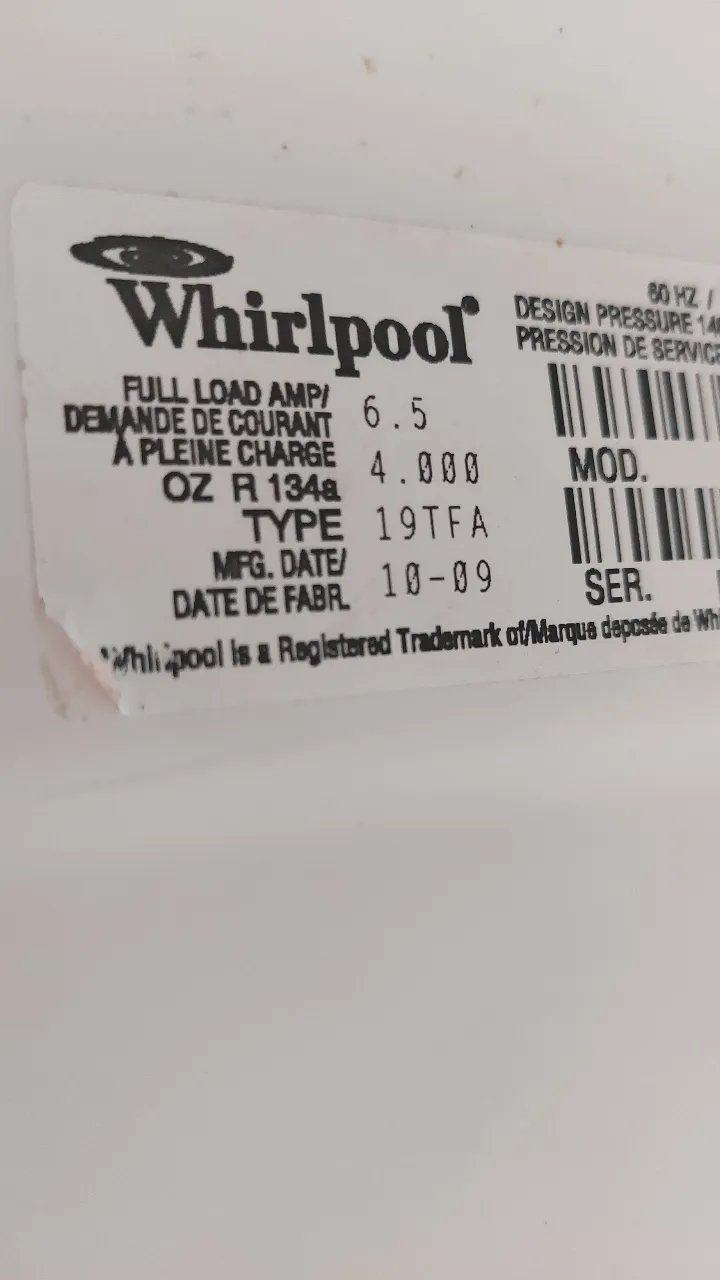 Whirlpool
60 HZ /
DESIGN PRESSURE
PRESSION DE SERVICE
FULL LOAD AMP/
DEMANDE DE COURANT
À PLEINE CHARGE
6.5
OZ R 134a 4.000
TYPE 19TFA
MFG. DATE/
DATE DE FABR.
10-09
MOD.
SER.
Whirlpool is a Registered Trademark of/Marque deposée de